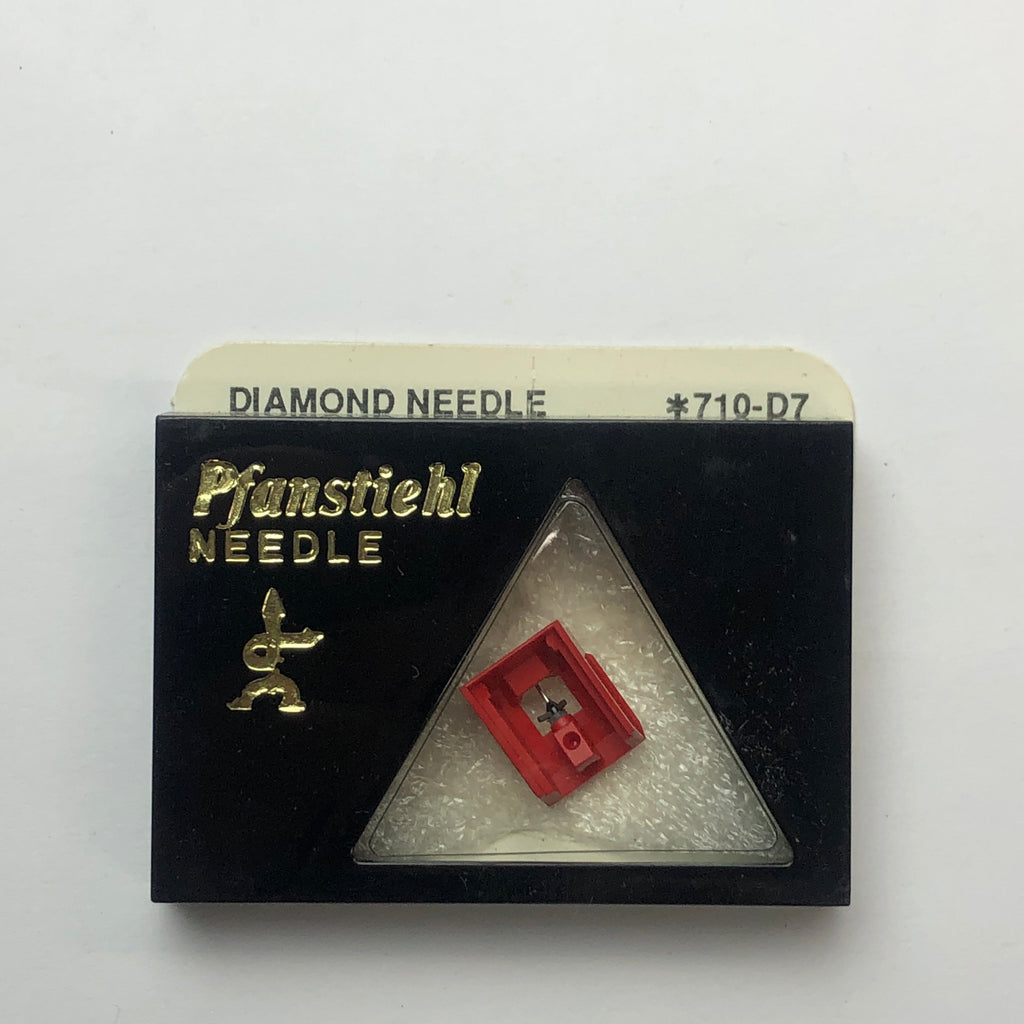 DIAMOND NEEDLE *710-D7
Pfanstiehl
NEEDLE